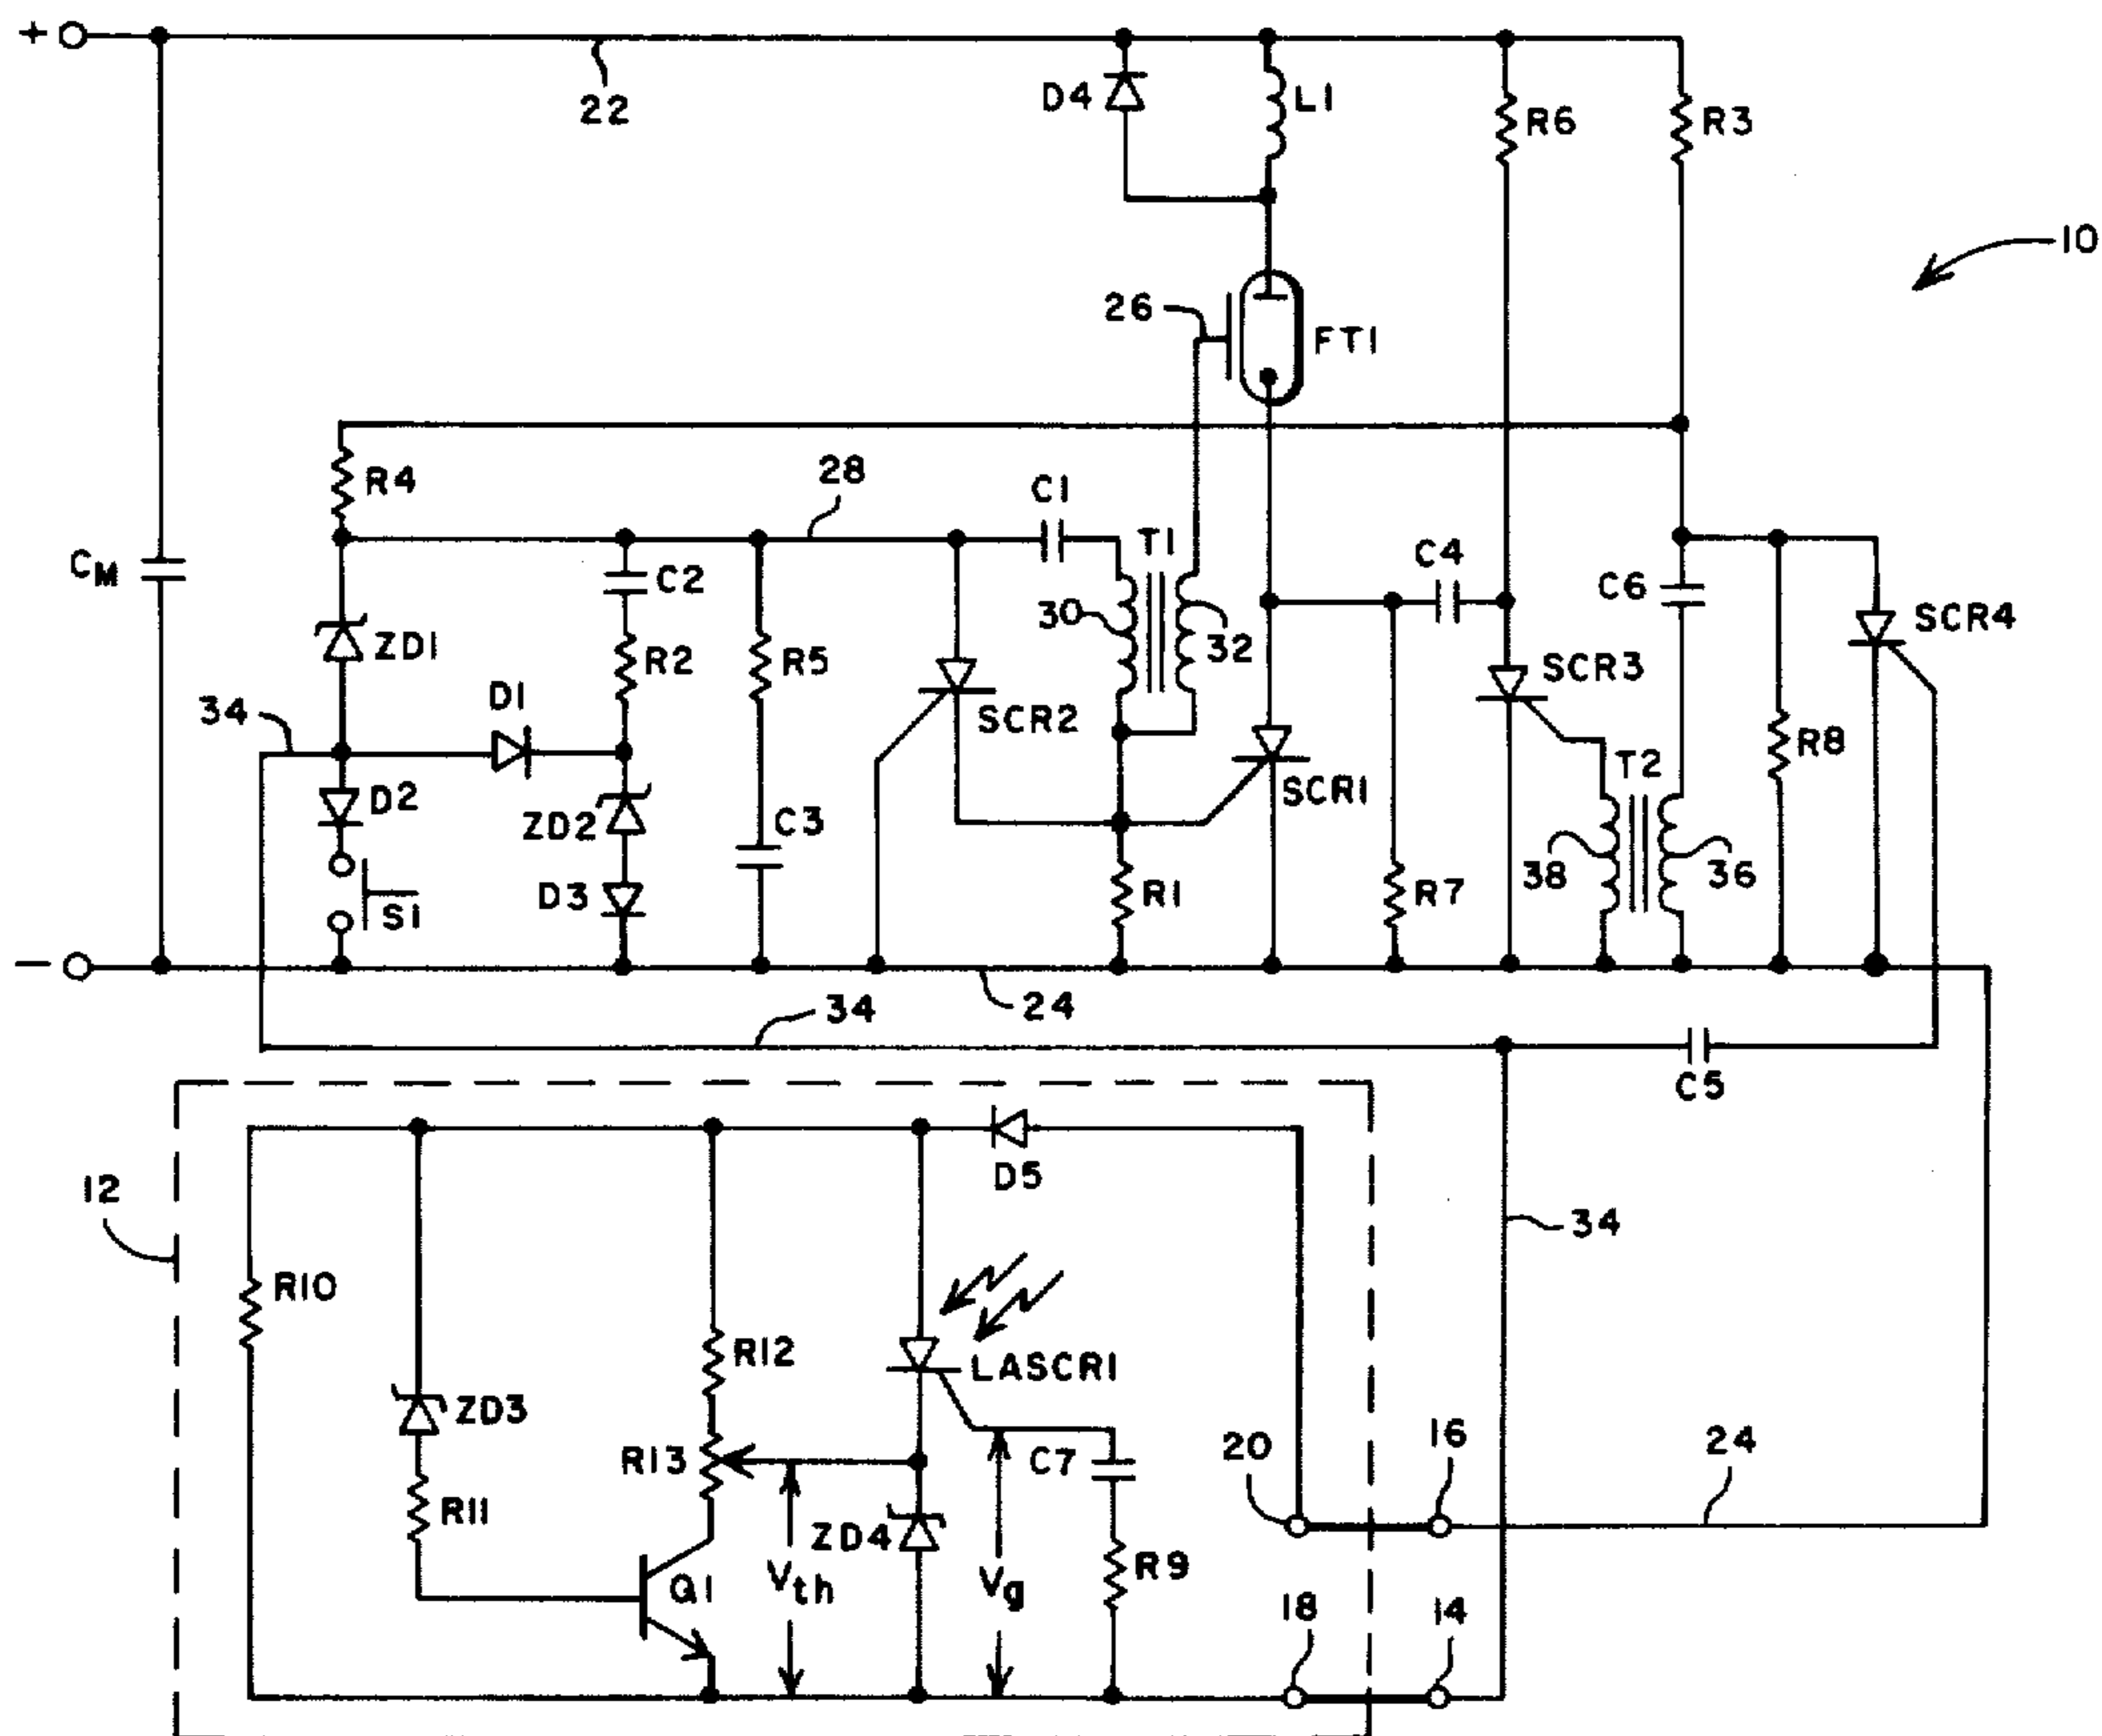 +
22
D4
L1
R6
R3
10
26
FT1
R4
28
C1
T1
C4
CM
C2
C6
30
32
SCR4
ZD1
R2
R5
SCR3
34
D1
SCR2
R8
D2
ZD2
C3
SCR1
T2
D3
S1
R1
R7
38
36
−
24
34
C5
12
D5
34
R10
R12
LASCR1
ZD3
R13
C7
20
16
24
R11
ZD4
Q1
Vth
Vg
R9
18
14